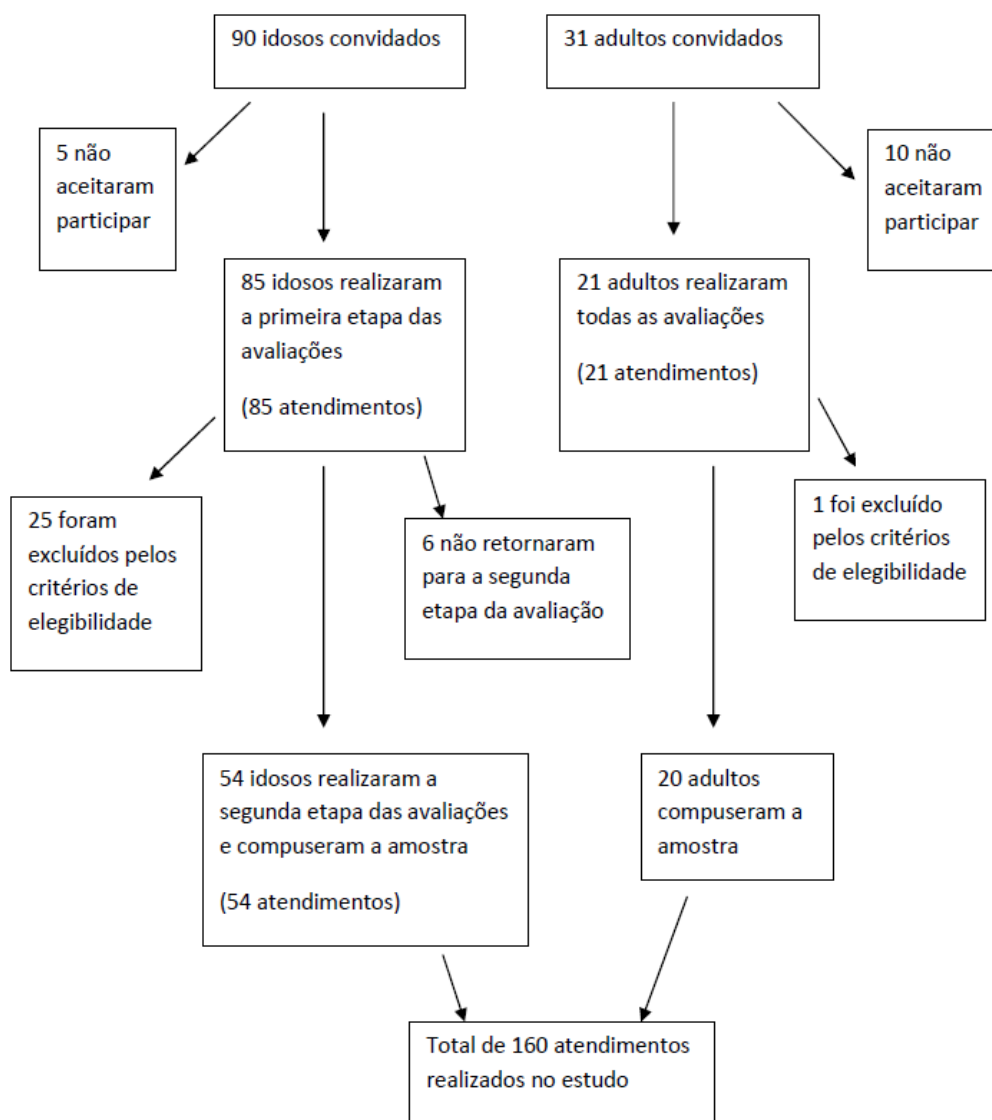 90 idosos convidados
31 adultos convidados
5 não
aceitaram
participar
10 não
aceitaram
participar
85 idosos realizaram
a primeira etapa das
avaliações
(85 atendimentos)
21 adultos realizaram
todas as avaliações
(21 atendimentos)
25 foram
excluídos pelos
critérios de
elegibilidade
6 não retornaram
para a segunda
etapa da avaliação
1 foi excluído
pelos critérios
de elegibilidade
54 idosos realizaram a
segunda etapa das avaliações
e compuseram a amostra
(54 atendimentos)
20 adultos
compuseram a
amostra
Total de 160 atendimentos
realizados no estudo